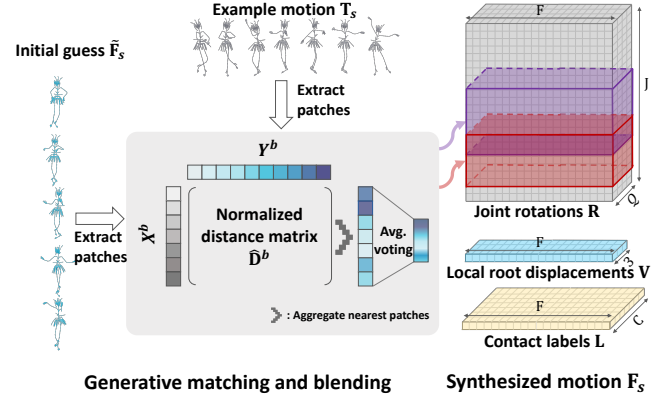 Example motion T_s
Initial guess F̃_s
Extract
patches
Extract
patches
Y^b
X^b
Normalized
distance matrix
D̂^b
Avg.
voting
: Aggregate nearest patches
F
J
Q
Joint rotations R
F
3
Local root displacements V
F
C
Contact labels L
Generative matching and blending
Synthesized motion F_s